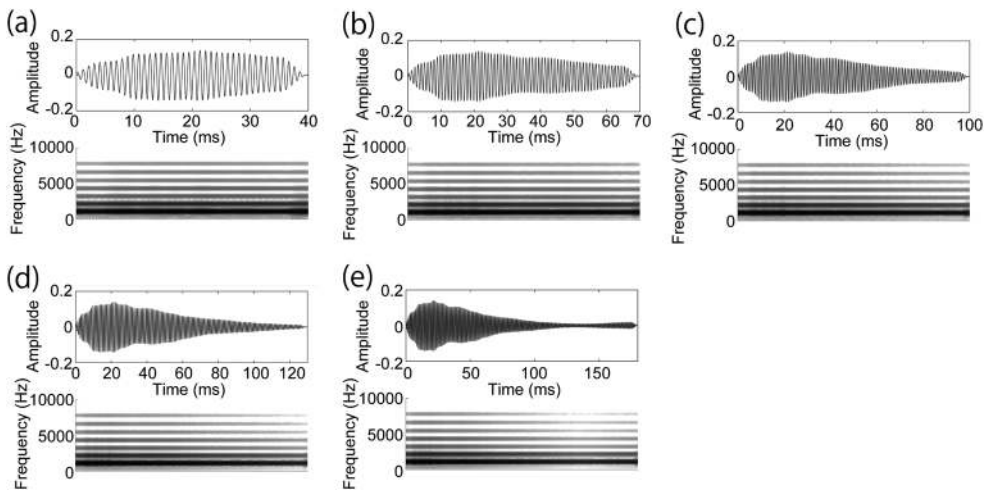 (a)
0.2
0
-0.2
Amplitude
0 10 20 30 40
Time (ms)
10000
5000
0
Frequency (Hz)
(b)
0.2
0
-0.2
Amplitude
0 10 20 30 40 50 60 70
Time (ms)
10000
5000
0
Frequency (Hz)
(c)
0.2
0
-0.2
Amplitude
0 20 40 60 80 100
Time (ms)
10000
5000
0
Frequency (Hz)
(d)
0.2
0
-0.2
Amplitude
0 20 40 60 80 100 120
Time (ms)
10000
5000
0
Frequency (Hz)
(e)
0.2
0
-0.2
Amplitude
0 50 100 150
Time (ms)
10000
5000
0
Frequency (Hz)